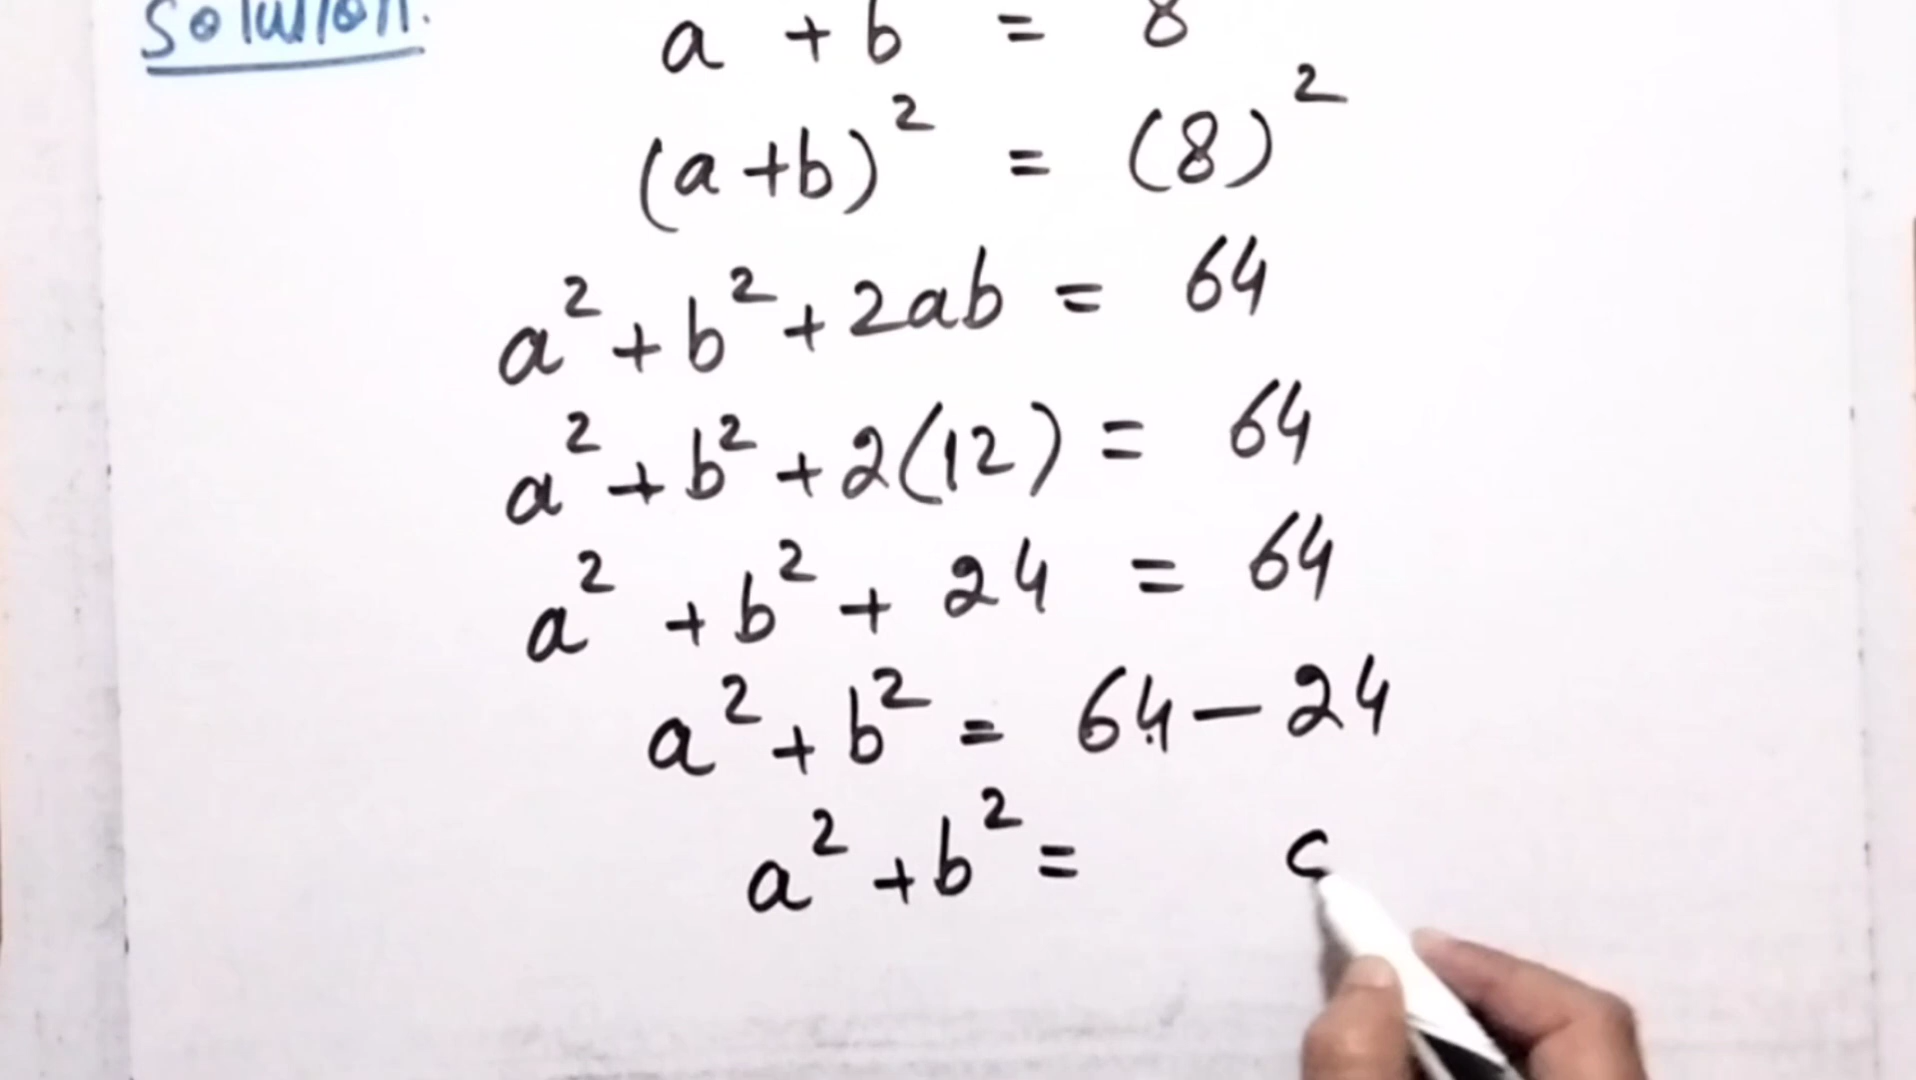 Solution.
a + b = 8
(a+b)² = (8)²
a² + b² + 2ab = 64
a² + b² + 2(12) = 64
a² + b² + 24 = 64
a² + b² = 64 − 24
a² + b² =